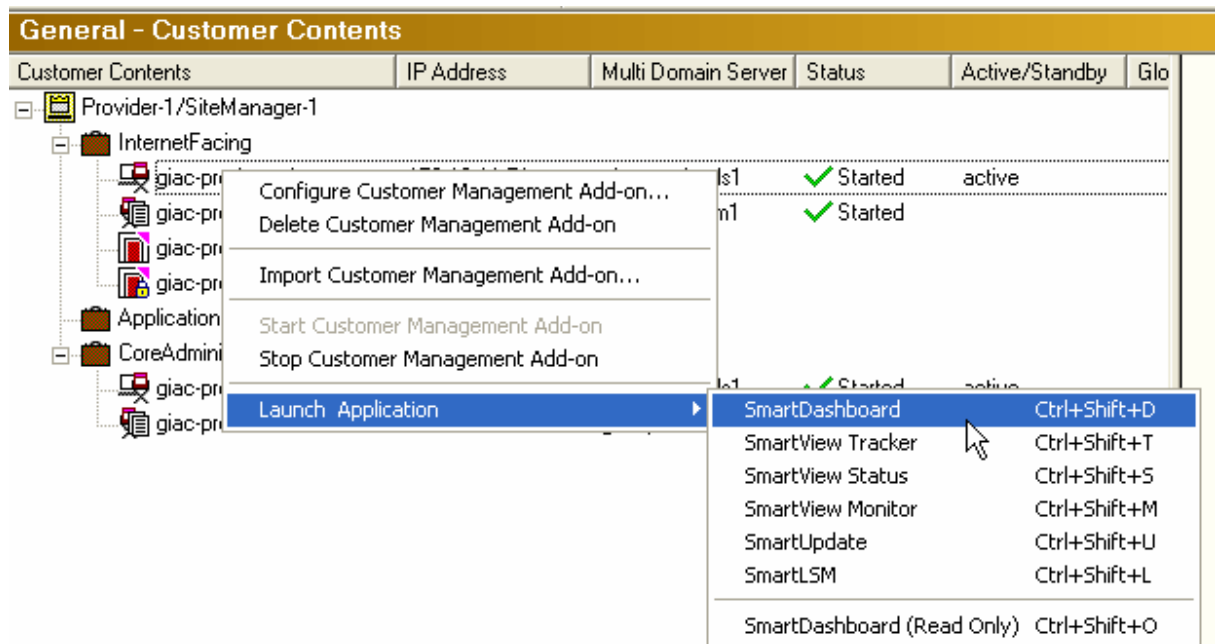 General - Customer Contents
Customer Contents IP Address Multi Domain Server Status Active/Standby Glo
Provider-1/SiteManager-1
InternetFacing
giac-pr ls1 Started active
giac-pr m1 Started
giac-pr
giac-pr
Application
CoreAdmini
giac-pr Started active
giac-pr
Configure Customer Management Add-on...
Delete Customer Management Add-on
Import Customer Management Add-on...
Start Customer Management Add-on
Stop Customer Management Add-on
Launch Application
SmartDashboard Ctrl+Shift+D
SmartView Tracker Ctrl+Shift+T
SmartView Status Ctrl+Shift+S
SmartView Monitor Ctrl+Shift+M
SmartUpdate Ctrl+Shift+U
SmartLSM Ctrl+Shift+L
SmartDashboard (Read Only) Ctrl+Shift+O